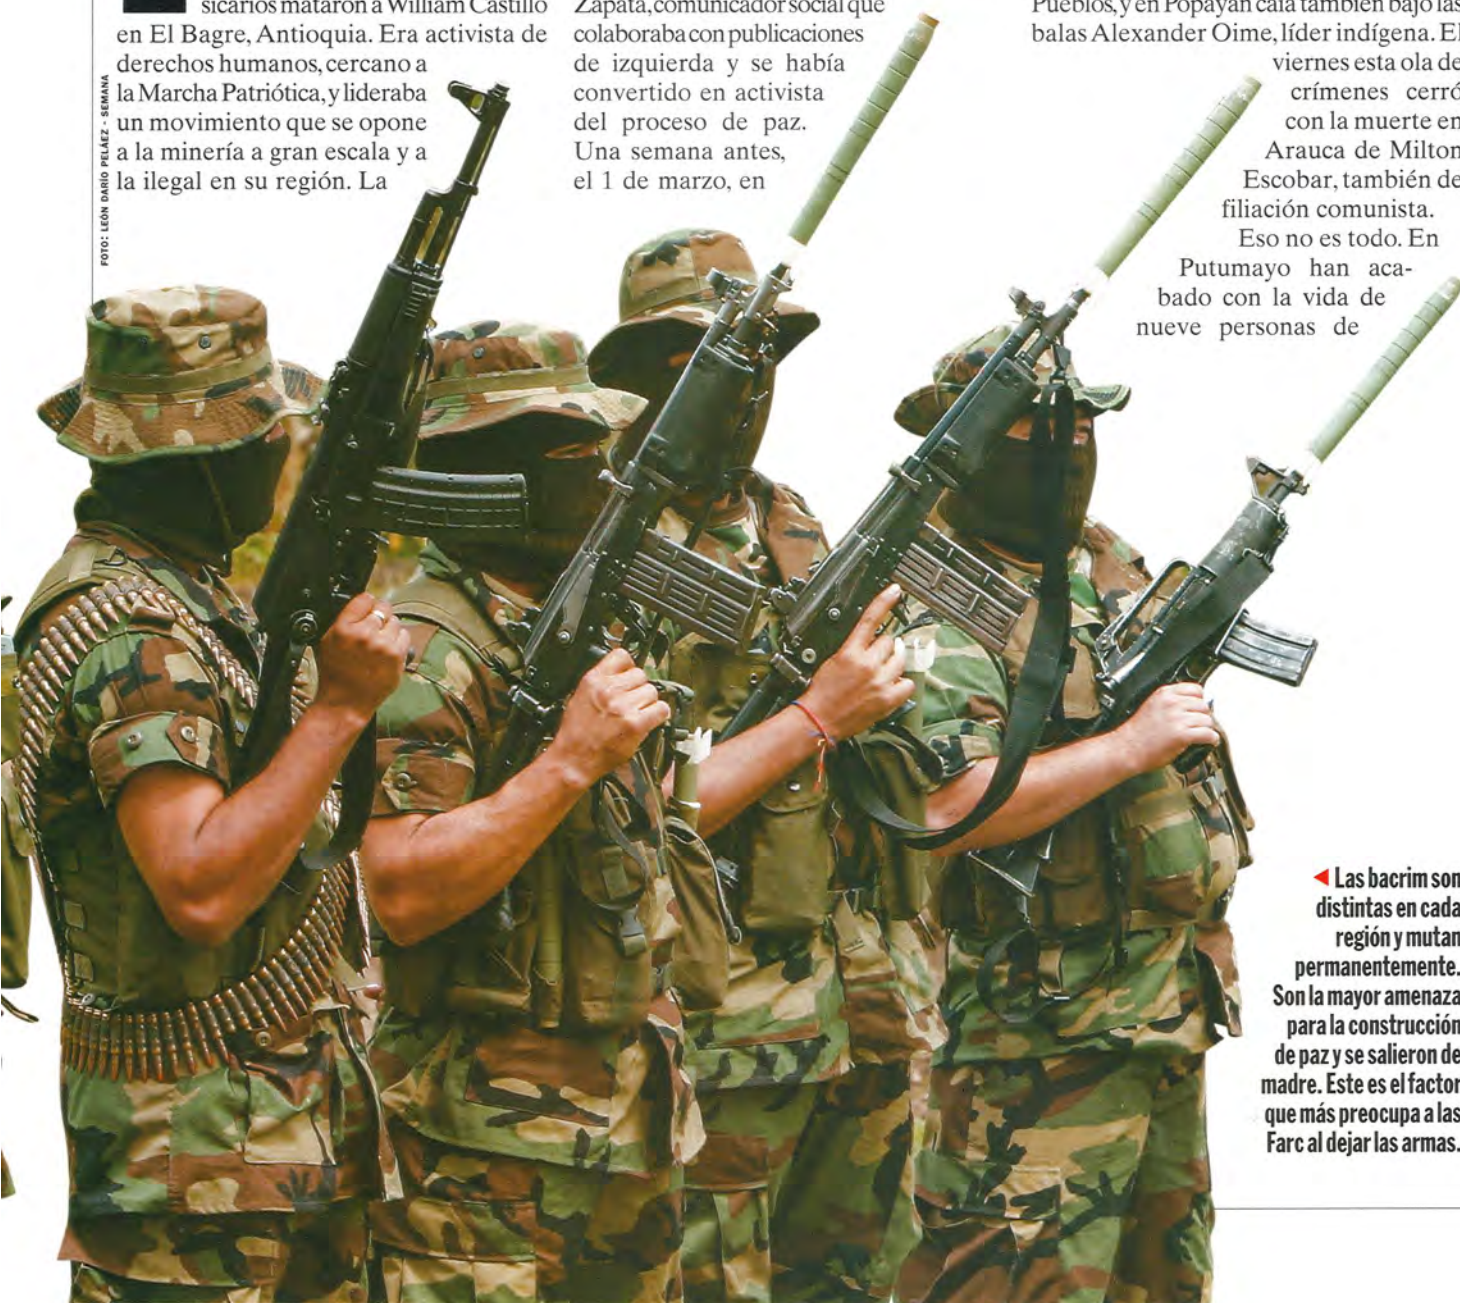 sicarios mataron a William Castillo
en El Bagre, Antioquia. Era activista de
derechos humanos, cercano a
la Marcha Patriótica, y lideraba
un movimiento que se opone
a la minería a gran escala y a
la ilegal en su región. La
FOTO: LEÓN DARÍO PELÁEZ - SEMANA
Zapata, comunicador social que
colaboraba con publicaciones
de izquierda y se había
convertido en activista
del proceso de paz.
Una semana antes,
el 1 de marzo, en
Pueblos, y en Popayán caía también bajo las
balas Alexander Oime, líder indígena. El
viernes esta ola de
crímenes cerró
con la muerte en
Arauca de Milton
Escobar, también de
filiación comunista.
Eso no es todo. En
Putumayo han aca-
bado con la vida de
nueve personas de
◀ Las bacrim son
distintas en cada
región y mutan
permanentemente.
Son la mayor amenaza
para la construcción
de paz y se salieron de
madre. Este es el factor
que más preocupa a las
Farc al dejar las armas.